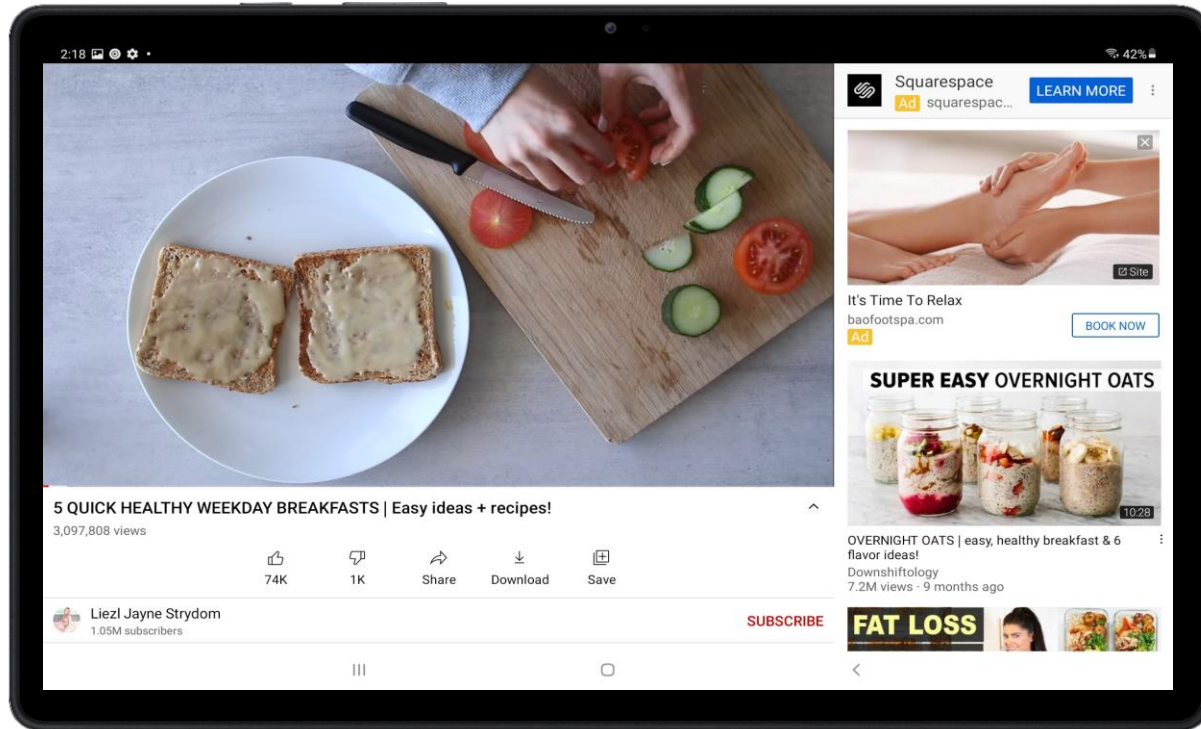 2:18
42%
Squarespace
Ad squarespac...
LEARN MORE
Site
It's Time To Relax
baofootspa.com
Ad
BOOK NOW
SUPER EASY OVERNIGHT OATS
10:28
OVERNIGHT OATS | easy, healthy breakfast & 6
flavor ideas!
Downshiftology
7.2M views · 9 months ago
FAT LOSS
5 QUICK HEALTHY WEEKDAY BREAKFASTS | Easy ideas + recipes!
3,097,808 views
74K
1K
Share
Download
Save
Liezl Jayne Strydom
1.05M subscribers
SUBSCRIBE